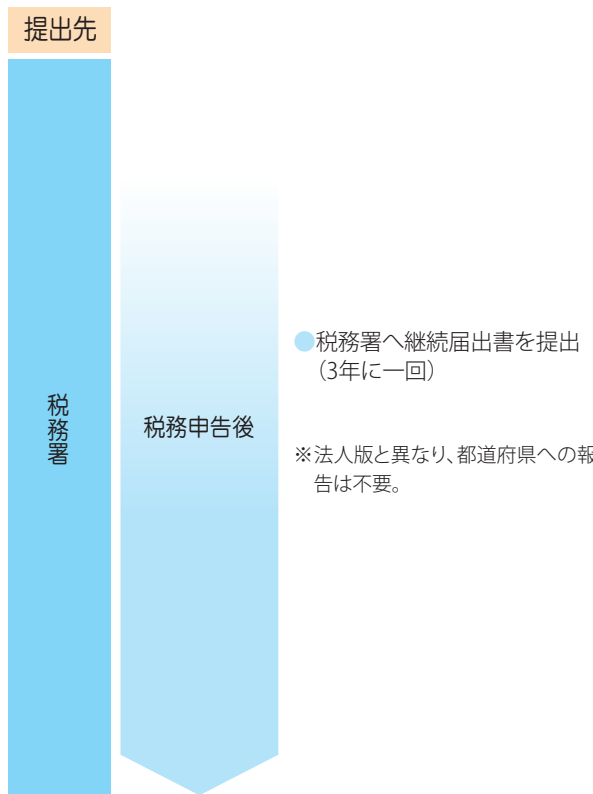 提出先
税務署
税務申告後
●税務署へ継続届出書を提出
（3年に一回）
※法人版と異なり、都道府県への報
告は不要。